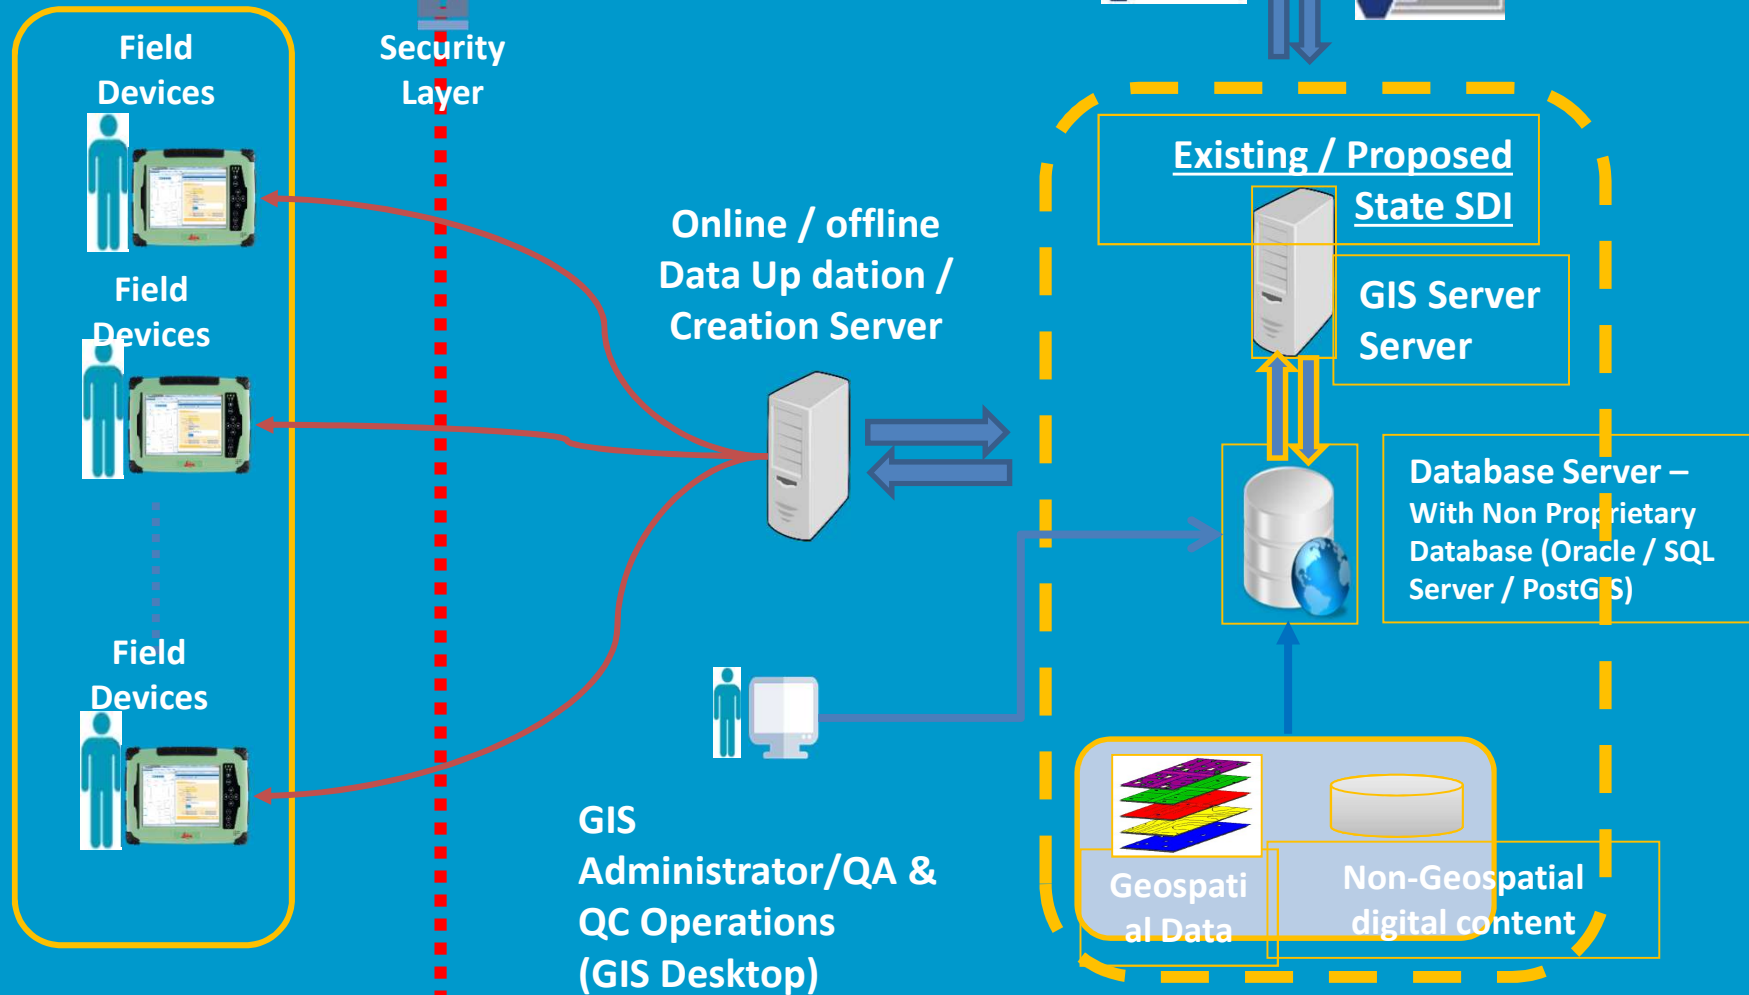 Field
Devices
Security
Layer
Existing / Proposed
State SDI
Online / offline
Data Up dation /
Creation Server
Field
Devices
GIS Server
Server
Database Server –
With Non Proprietary
Database (Oracle / SQL
Server / PostGIS)
Field
Devices
GIS
Administrator/QA &
QC Operations
(GIS Desktop)
Geospati
al Data
Non-Geospatial
digital content